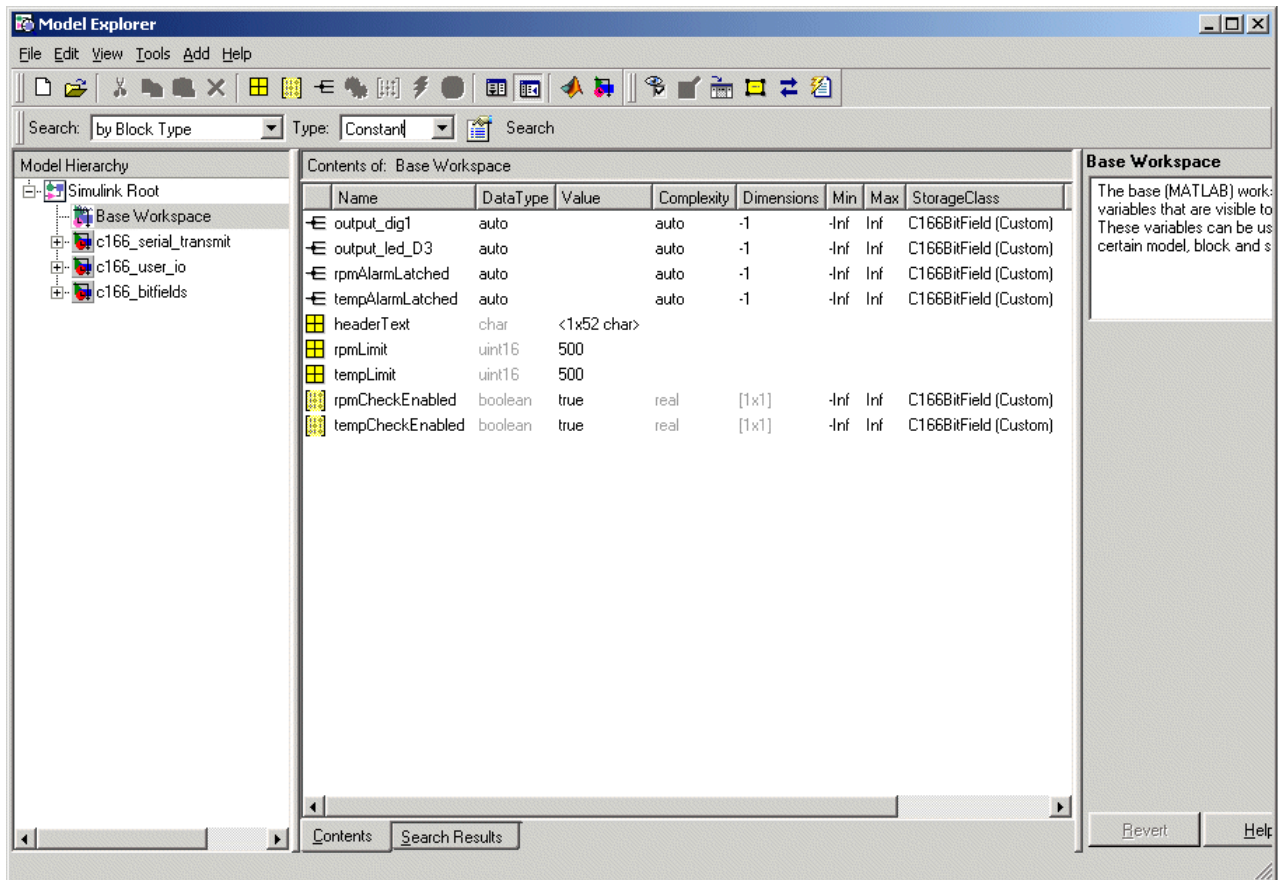 Model Explorer
File Edit View Tools Add Help
Search: by Block Type Type: Constant Search
Model Hierarchy
Simulink Root
Base Workspace
c166_serial_transmit
c166_user_io
c166_bitfields
Contents of: Base Workspace
Name DataType Value Complexity Dimensions Min Max StorageClass
output_dig1 auto auto -1 -Inf Inf C166BitField (Custom)
output_led_D3 auto auto -1 -Inf Inf C166BitField (Custom)
rpmAlarmLatched auto auto -1 -Inf Inf C166BitField (Custom)
tempAlarmLatched auto auto -1 -Inf Inf C166BitField (Custom)
headerText char <1x52 char>
rpmLimit uint16 500
tempLimit uint16 500
rpmCheckEnabled boolean true real [1x1] -Inf Inf C166BitField (Custom)
tempCheckEnabled boolean true real [1x1] -Inf Inf C166BitField (Custom)
Contents Search Results
Base Workspace
The base (MATLAB) work
variables that are visible to
These variables can be us
certain model, block and s
Revert Help